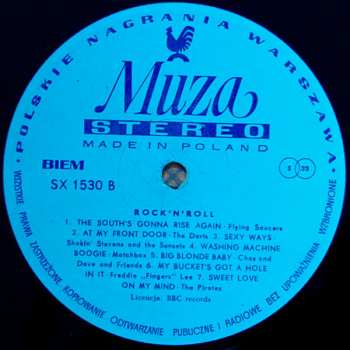 • POLSKIE NAGRANIA WARSZAWA •
Muza
STEREO
MADE IN POLAND
BIEM
SX 1530 B
S 33
ROCK'N'ROLL
1. THE SOUTH'S GONNA RISE AGAIN - Flying Saucers
2. AT MY FRONT DOOR - The Darts 3. SEXY WAYS -
Shakin' Stevens and the Sunsets 4. WASHING MACHINE
BOOGIE - Matchbox 5. BIG BLONDE BABY - Chas and
Dave and Friends 6. MY BUCKET'S GOT A HOLE
IN IT - Freddie „Fingers" Lee 7. SWEET LOVE
ON MY MIND - The Pirates
Licencja: BBC records
WSZELKIE PRAWA ZASTRZEŻONE. KOPIOWANIE ODTWARZANIE PUBLICZNE I RADIOWE BEZ UPOWAŻNIENIA WZBRONIONE